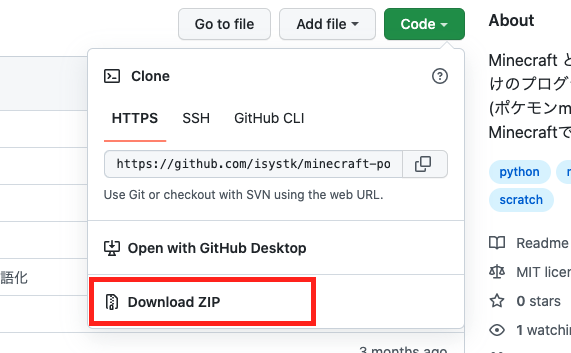 Go to file
Add file
Code
About
Clone
HTTPS
SSH
GitHub CLI
https://github.com/isystk/minecraft-po
Use Git or checkout with SVN using the web URL.
Open with GitHub Desktop
語化
Download ZIP
3 months ago
Minecraft と
けのプログラ
(ポケモンm
Minecraftで
python
scratch
Readme
MIT licen
0 stars
1 watchin